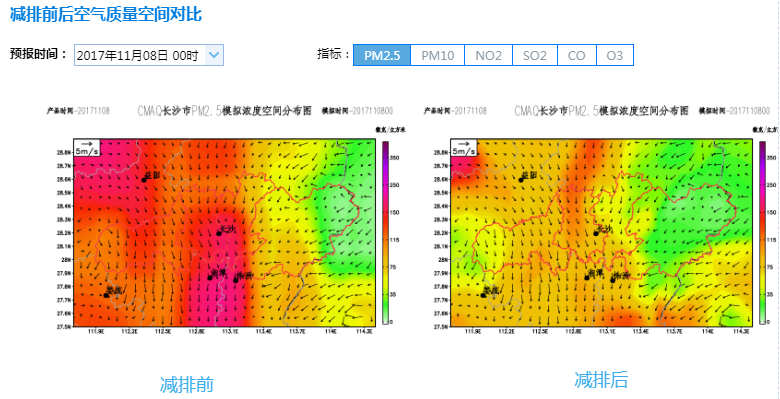 减排前后空气质量空间对比
预报时间： 2017年11月08日 00时 指标： PM2.5 PM10 NO2 SO2 CO O3
产品时间-20171108 CMAQ长沙市PM2.5模拟浓度空间分布图 模拟时间-2017110800
产品时间-20171108 CMAQ长沙市PM2.5模拟浓度空间分布图 模拟时间-2017110800
微克/立方米
5m/s
28.8N
28.7N
28.6N
28.5N
28.4N
28.3N
28.2N
28.1N
28N
27.9N
27.8N
27.7N
27.6N
27.5N
111.9E 112.2E 112.5E 112.8E 113.1E 113.4E 113.7E 114E 114.3E
益阳
长沙
湘潭
株洲
娄底
350
250
150
115
75
35
0
微克/立方米
5m/s
28.8N
28.7N
28.6N
28.5N
28.4N
28.3N
28.2N
28.1N
28N
27.9N
27.8N
27.7N
27.6N
27.5N
111.9E 112.2E 112.5E 112.8E 113.1E 113.4E 113.7E 114E 114.3E
益阳
长沙
湘潭
株洲
娄底
350
250
150
115
75
35
0
减排前
减排后